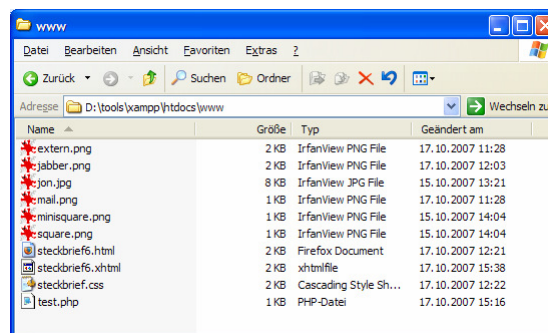 www
Datei Bearbeiten Ansicht Favoriten Extras ?
Zurück Suchen Ordner
Adresse D:\tools\xampp\htdocs\www Wechseln zu
Name Größe Typ Geändert am
extern.png 2 KB IrfanView PNG File 17.10.2007 11:28
jabber.png 2 KB IrfanView PNG File 17.10.2007 12:03
jon.jpg 8 KB IrfanView JPG File 15.10.2007 13:21
mail.png 1 KB IrfanView PNG File 17.10.2007 11:28
minisquare.png 1 KB IrfanView PNG File 15.10.2007 14:04
square.png 1 KB IrfanView PNG File 15.10.2007 14:04
steckbrief6.html 2 KB Firefox Document 17.10.2007 12:21
steckbrief6.xhtml 2 KB xhtmlfile 17.10.2007 15:38
steckbrief.css 2 KB Cascading Style Sh... 17.10.2007 12:22
test.php 1 KB PHP-Datei 17.10.2007 15:16